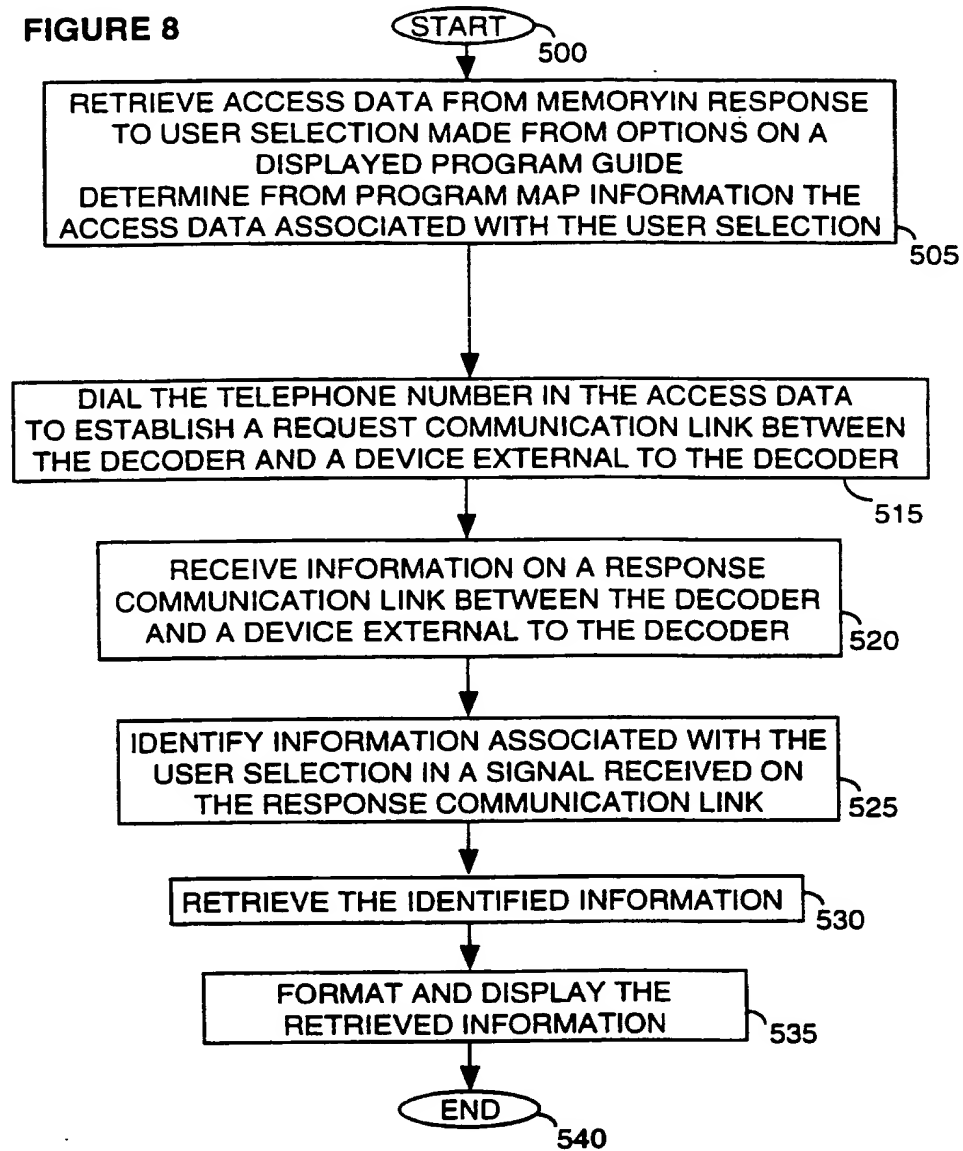 FIGURE 8
START
500
RETRIEVE ACCESS DATA FROM MEMORYIN RESPONSE
TO USER SELECTION MADE FROM OPTIONS ON A
DISPLAYED PROGRAM GUIDE
DETERMINE FROM PROGRAM MAP INFORMATION THE
ACCESS DATA ASSOCIATED WITH THE USER SELECTION
505
DIAL THE TELEPHONE NUMBER IN THE ACCESS DATA
TO ESTABLISH A REQUEST COMMUNICATION LINK BETWEEN
THE DECODER AND A DEVICE EXTERNAL TO THE DECODER
515
RECEIVE INFORMATION ON A RESPONSE
COMMUNICATION LINK BETWEEN THE DECODER
AND A DEVICE EXTERNAL TO THE DECODER
520
IDENTIFY INFORMATION ASSOCIATED WITH THE
USER SELECTION IN A SIGNAL RECEIVED ON
THE RESPONSE COMMUNICATION LINK
525
RETRIEVE THE IDENTIFIED INFORMATION
530
FORMAT AND DISPLAY THE
RETRIEVED INFORMATION
535
END
540